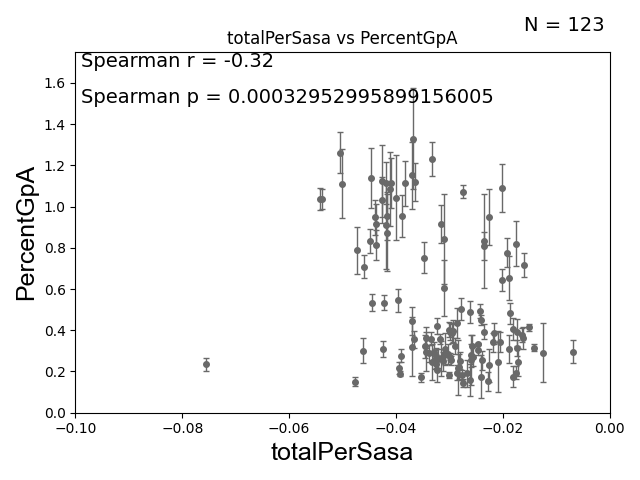 N = 123
totalPerSasa vs PercentGpA
Spearman r = -0.32
Spearman p = 0.00032952995899156005
1.6
1.4
1.2
1.0
0.8
0.6
0.4
0.2
0.0
PercentGpA
−0.10 −0.08 −0.06 −0.04 −0.02 0.00
totalPerSasa